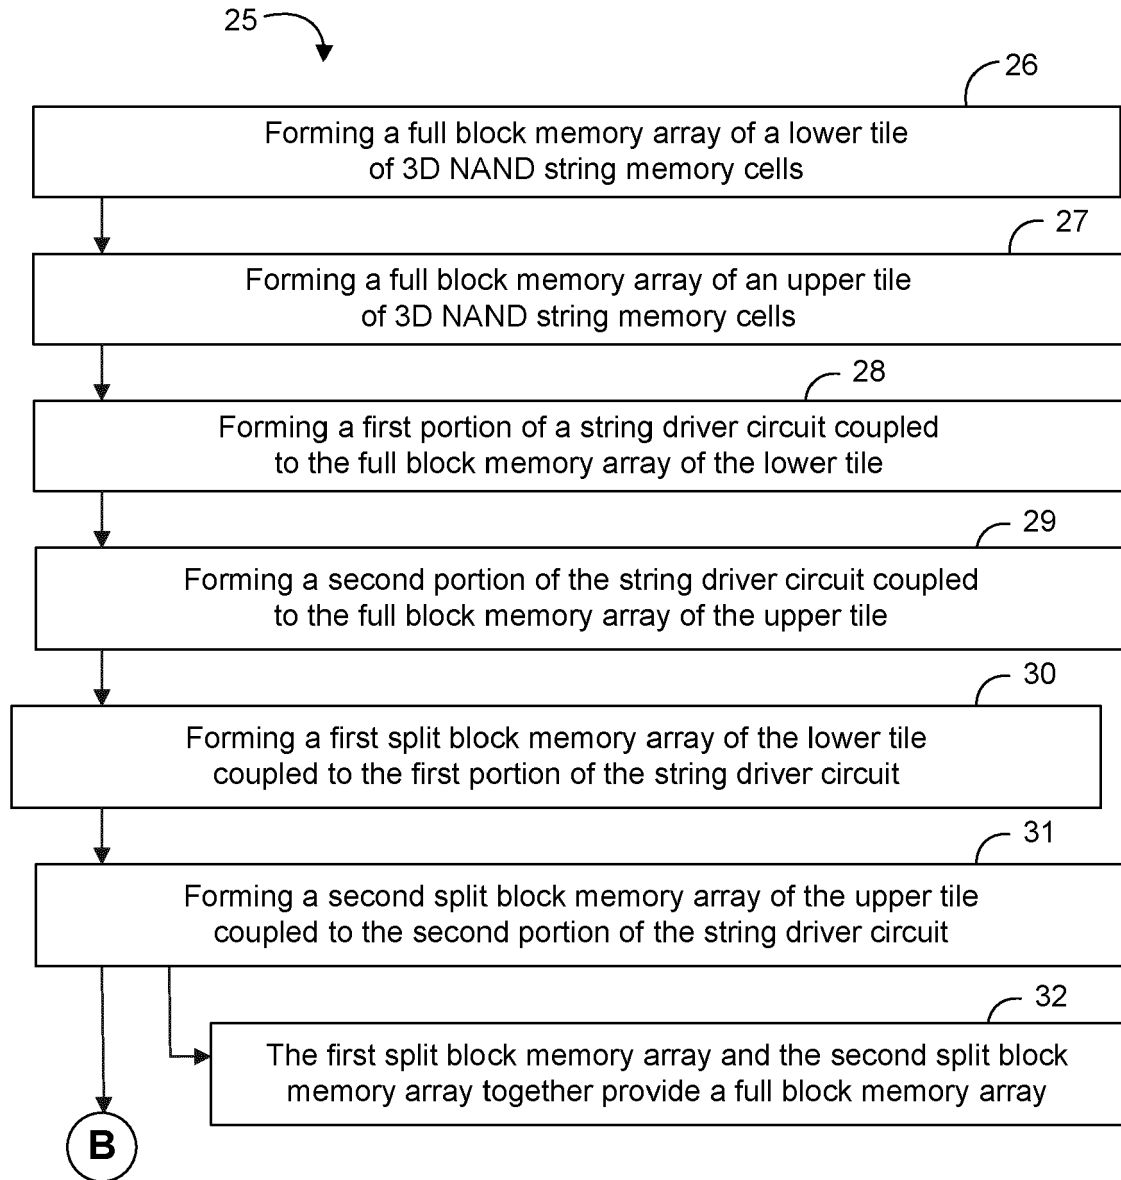 25
26
Forming a full block memory array of a lower tile
of 3D NAND string memory cells
27
Forming a full block memory array of an upper tile
of 3D NAND string memory cells
28
Forming a first portion of a string driver circuit coupled
to the full block memory array of the lower tile
29
Forming a second portion of the string driver circuit coupled
to the full block memory array of the upper tile
30
Forming a first split block memory array of the lower tile
coupled to the first portion of the string driver circuit
31
Forming a second split block memory array of the upper tile
coupled to the second portion of the string driver circuit
32
The first split block memory array and the second split block
memory array together provide a full block memory array
B